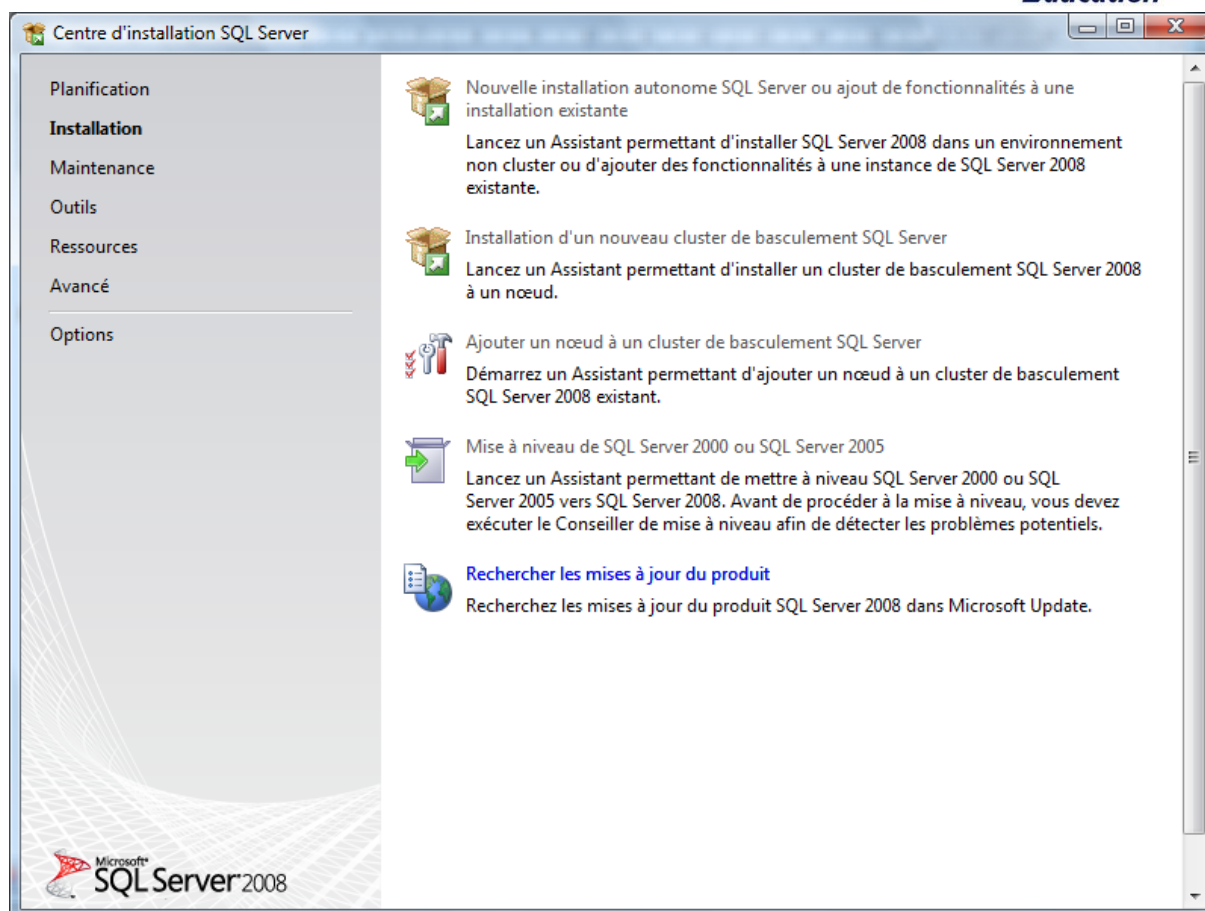 Centre d'installation SQL Server
Planification
Installation
Maintenance
Outils
Ressources
Avancé
Options
Nouvelle installation autonome SQL Server ou ajout de fonctionnalités à une
installation existante
Lancez un Assistant permettant d'installer SQL Server 2008 dans un environnement
non cluster ou d'ajouter des fonctionnalités à une instance de SQL Server 2008
existante.
Installation d'un nouveau cluster de basculement SQL Server
Lancez un Assistant permettant d'installer un cluster de basculement SQL Server 2008
à un nœud.
Ajouter un nœud à un cluster de basculement SQL Server
Démarrez un Assistant permettant d'ajouter un nœud à un cluster de basculement
SQL Server 2008 existant.
Mise à niveau de SQL Server 2000 ou SQL Server 2005
Lancez un Assistant permettant de mettre à niveau SQL Server 2000 ou SQL
Server 2005 vers SQL Server 2008. Avant de procéder à la mise à niveau, vous devez
exécuter le Conseiller de mise à niveau afin de détecter les problèmes potentiels.
Rechercher les mises à jour du produit
Recherchez les mises à jour du produit SQL Server 2008 dans Microsoft Update.
Microsoft
SQL Server 2008